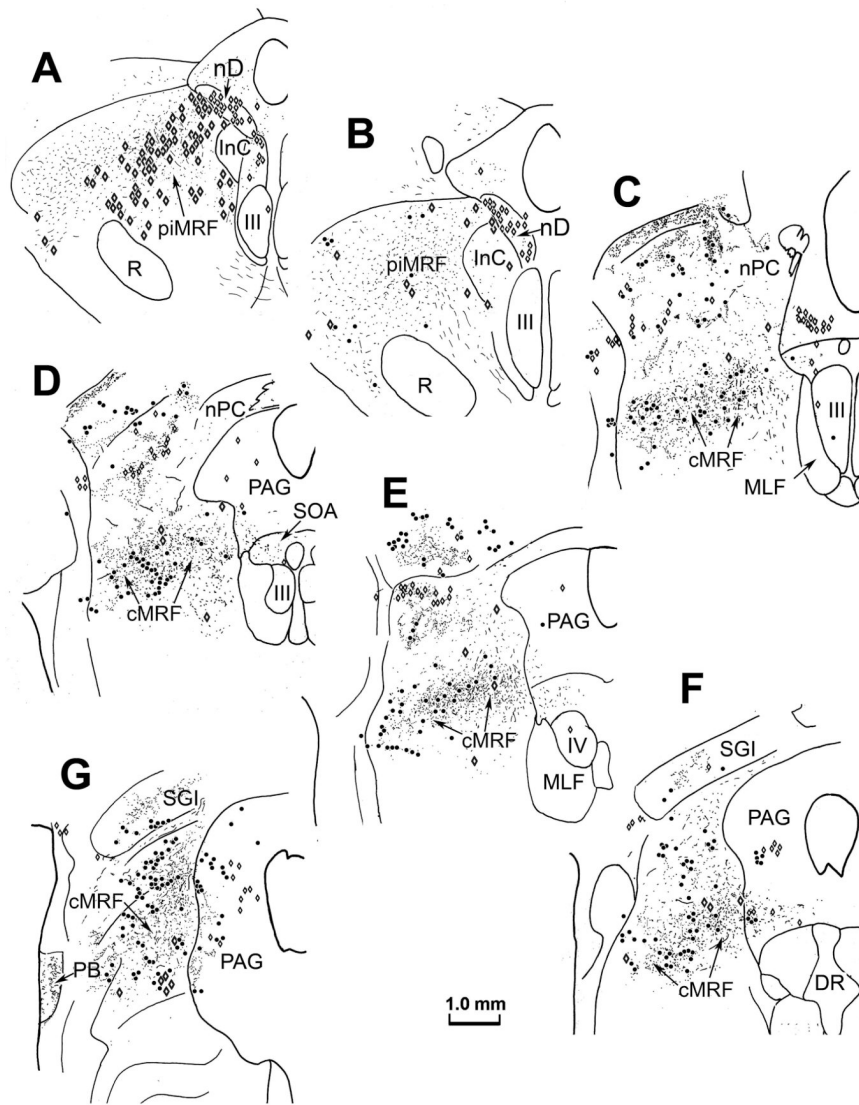 A
nD
InC
piMRF
III
R
B
nD
piMRF
InC
III
R
C
nPC
III
cMRF
MLF
D
nPC
PAG
SOA
cMRF
III
E
PAG
cMRF
IV
MLF
F
SGI
PAG
cMRF
DR
G
SGI
cMRF
PB
PAG
1.0 mm